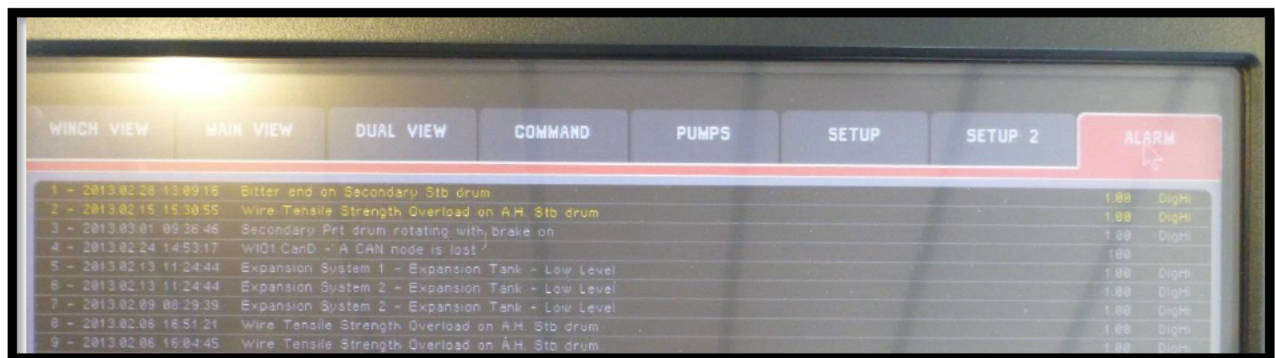 WINCH VIEW MAIN VIEW DUAL VIEW COMMAND PUMPS SETUP SETUP 2 ALARM
1 - 2013.02.28 13:09:16 Bitter end on Secondary Stb drum 1.00 DigHi
2 - 2013.02.15 15:30:55 Wire Tensile Strength Overload on A.H. Stb drum 1.00 DigHi
3 - 2013.03.01 09:36:46 Secondary Prt drum rotating with brake on 1.00 DigHi
4 - 2013.02.24 14:53:17 WI01.CanD - A CAN node is lost
5 - 2013.02.13 11:24:44 Expansion System 1 - Expansion Tank - Low Level 1.00 DigHi
6 - 2013.02.13 11:24:44 Expansion System 2 - Expansion Tank - Low Level 1.00 DigHi
7 - 2013.02.09 08:29:39 Expansion System 2 - Expansion Tank - Low Level 1.00 DigHi
8 - 2013.02.06 16:51:21 Wire Tensile Strength Overload on A.H. Stb drum 1.00 DigHi
9 - 2013.02.06 16:04:45 Wire Tensile Strength Overload on A.H. Stb drum 1.00 DigHi